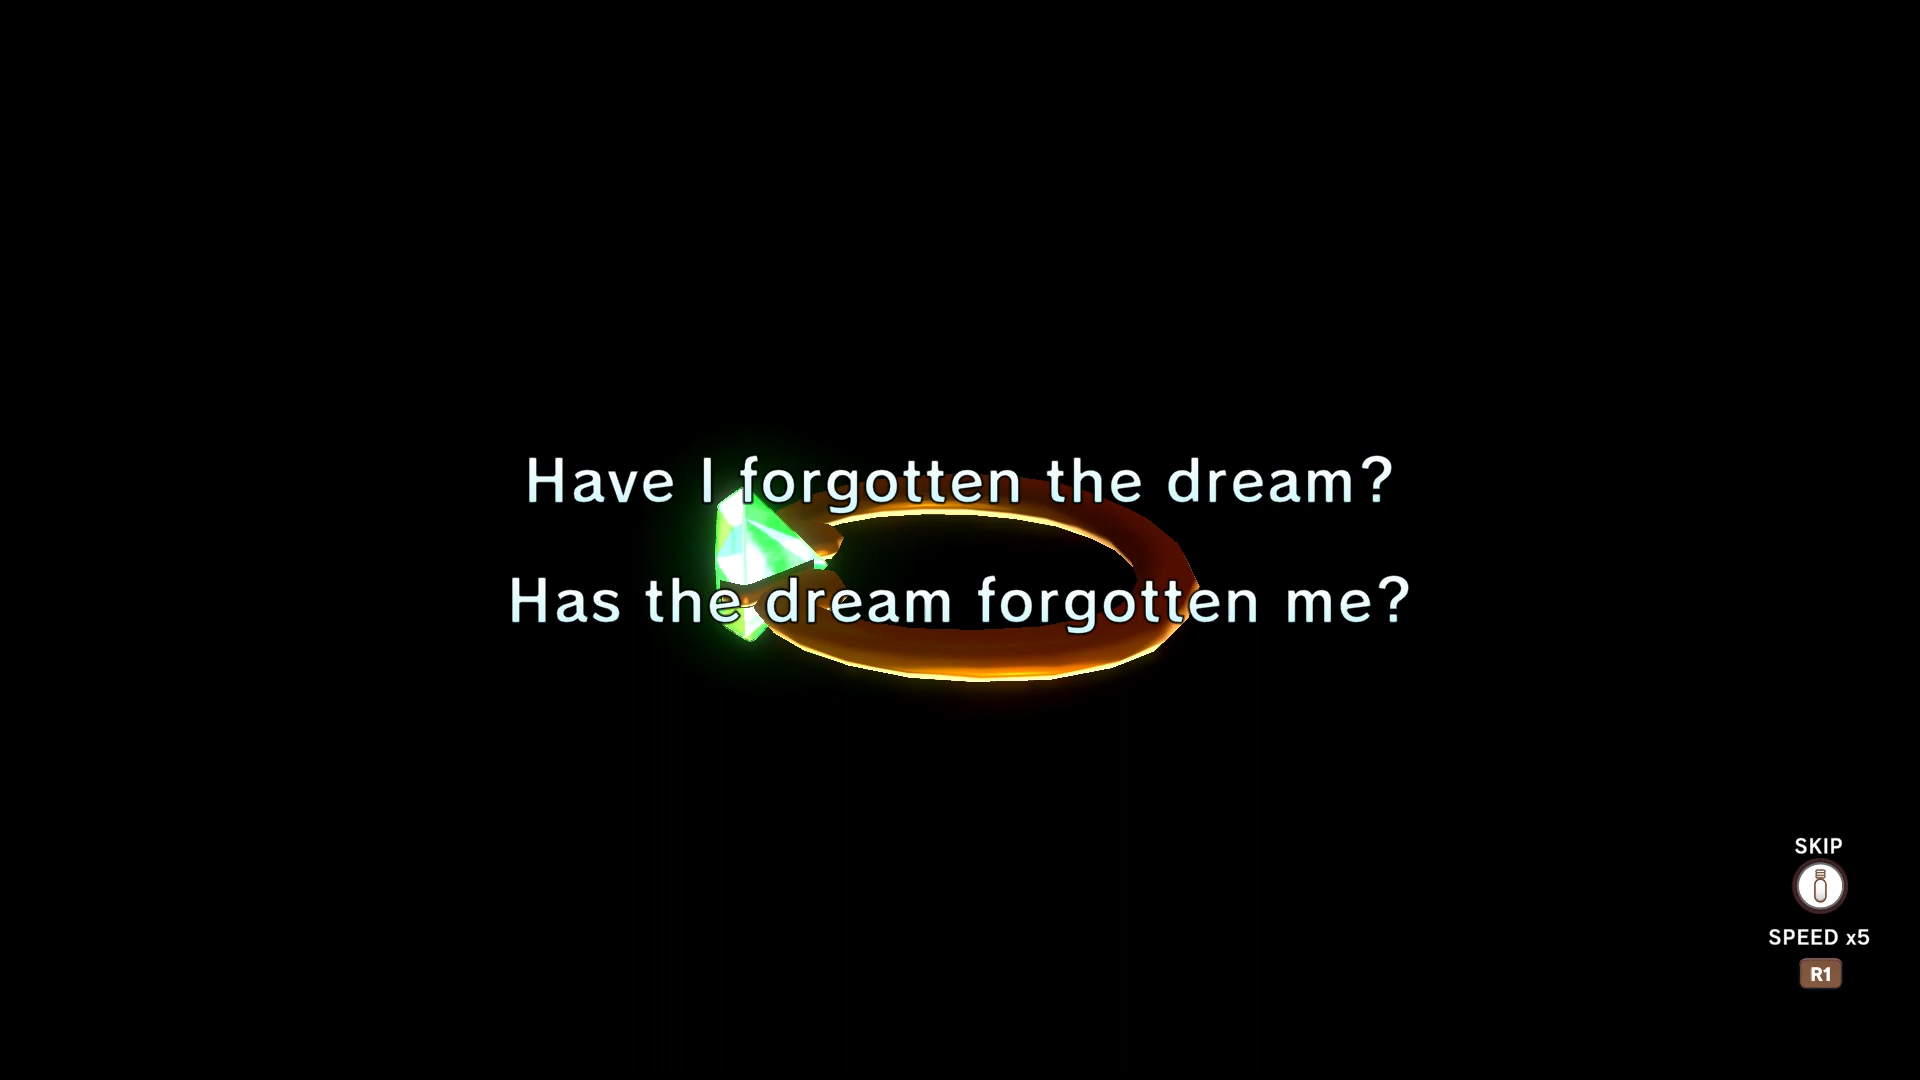 Have I forgotten the dream?
Has the dream forgotten me?
SKIP
SPEED x5
R1